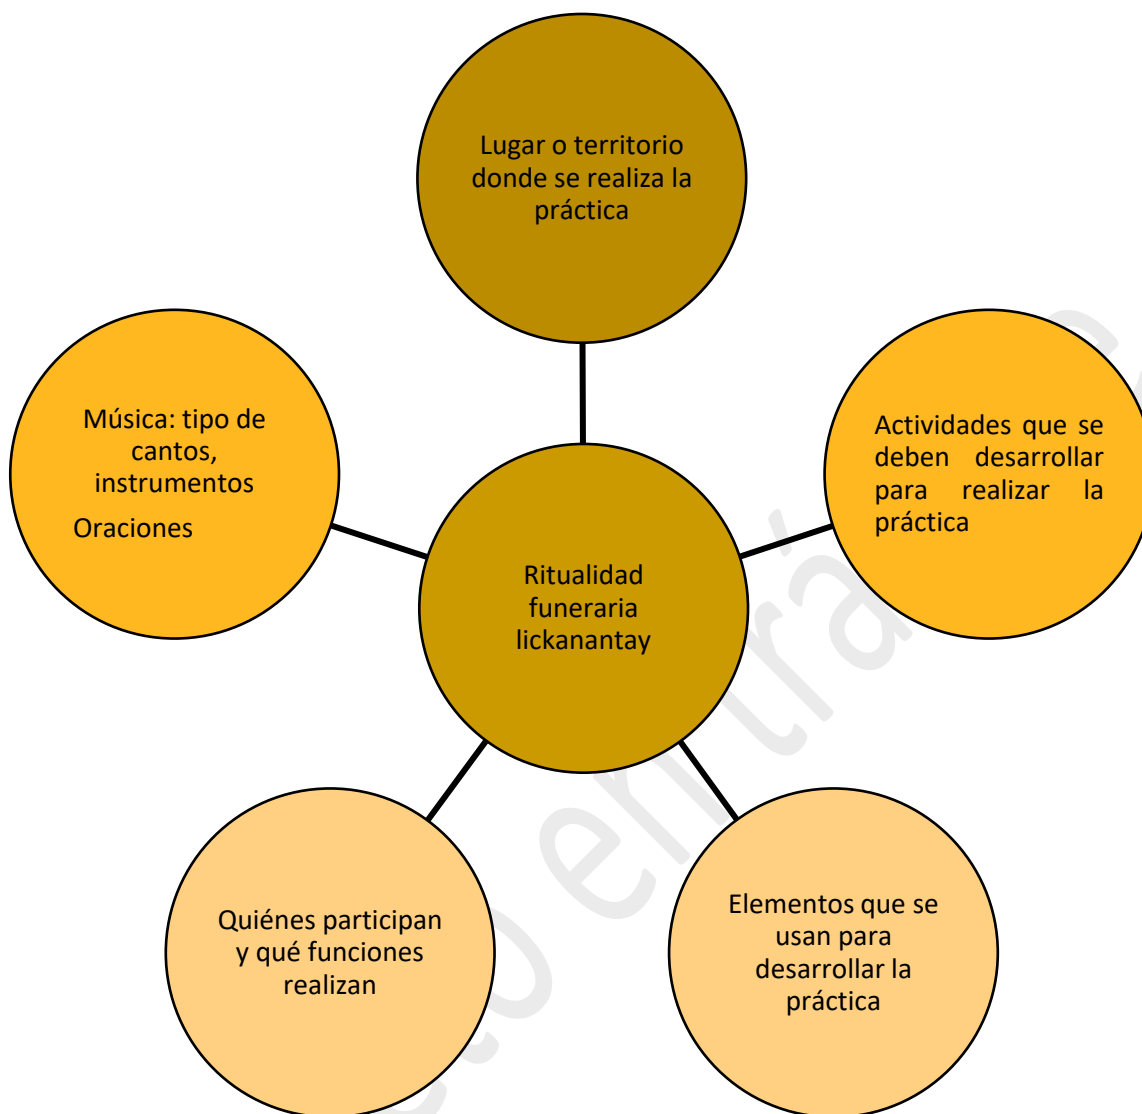 Lugar o territorio
donde se realiza la
práctica
Música: tipo de
cantos,
instrumentos
Oraciones
Actividades que se
deben desarrollar
para realizar la
práctica
Ritualidad
funeraria
lickanantay
Quiénes participan
y qué funciones
realizan
Elementos que se
usan para
desarrollar la
práctica